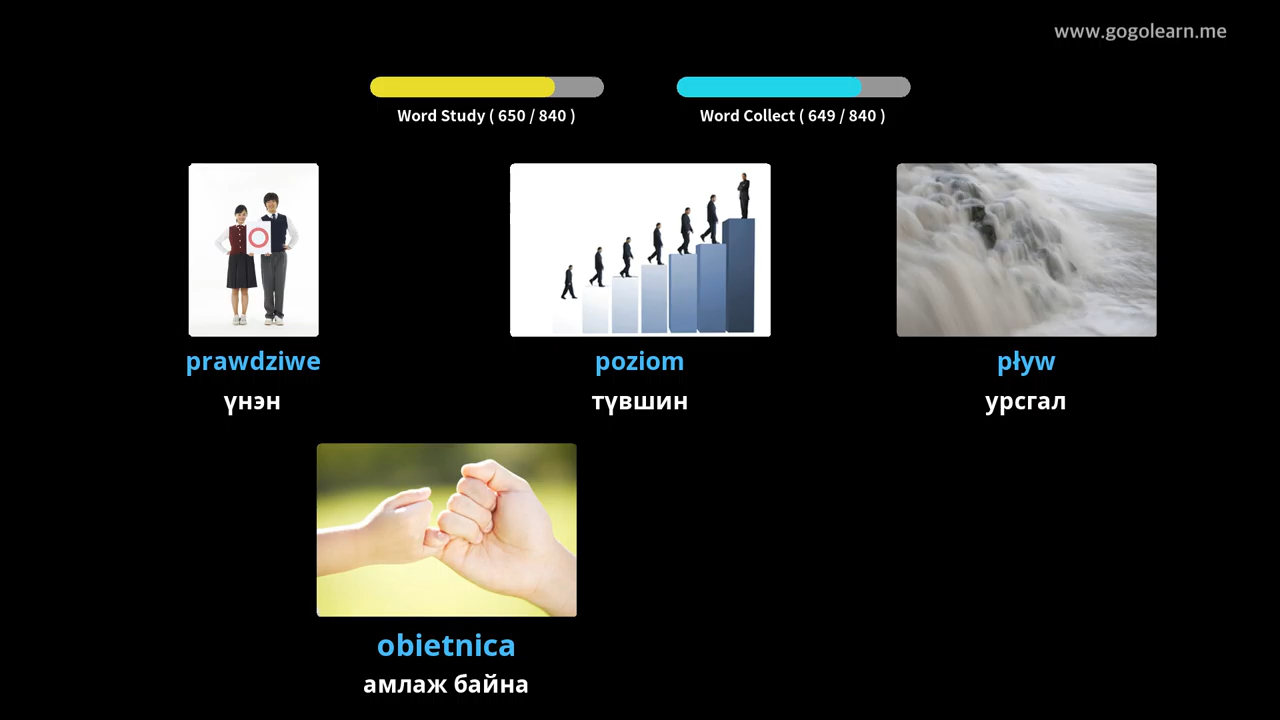 www.gogolearn.me
Word Study ( 650 / 840 )
Word Collect ( 649 / 840 )
prawdziwe
үнэн
poziom
түвшин
pływ
урсгал
obietnica
амлаж байна